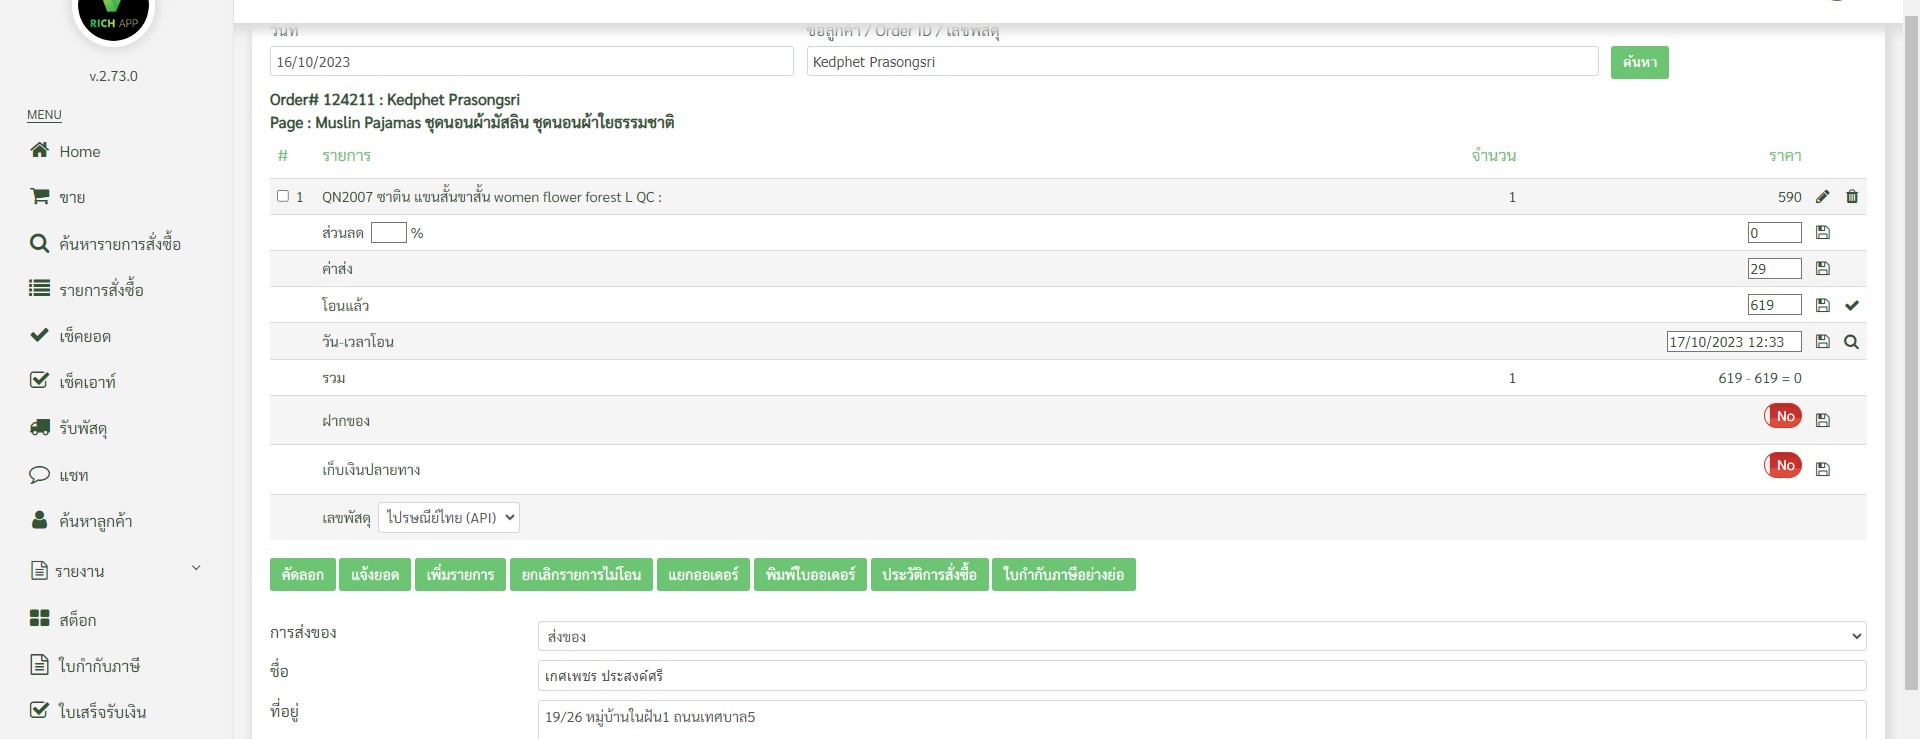 RICH APP
v.2.73.0
MENU
Home
ขาย
ค้นหารายการสั่งซื้อ
รายการสั่งซื้อ
เช็คยอด
เช็คเอาท์
รับพัสดุ
แชท
ค้นหาลูกค้า
รายงาน
สต็อก
ใบกำกับภาษี
ใบเสร็จรับเงิน
วันที่ ชื่อลูกค้า / Order ID / เลขพัสดุ
16/10/2023 Kedphet Prasongsri ค้นหา
Order# 124211 : Kedphet Prasongsri
Page : Muslin Pajamas ชุดนอนผ้ามัสลิน ชุดนอนผ้าใยธรรมชาติ
# รายการ จำนวน ราคา
1 QN2007 ซาติน แขนสั้นขาสั้น women flower forest L QC : 1 590
ส่วนลด % 0
ค่าส่ง 29
โอนแล้ว 619
วัน-เวลาโอน 17/10/2023 12:33
รวม 1 619 - 619 = 0
ฝากของ No
เก็บเงินปลายทาง No
เลขพัสดุ ไปรษณีย์ไทย (API)
คัดลอก แจ้งยอด เพิ่มรายการ ยกเลิกรายการไม่โอน แยกออเดอร์ พิมพ์ใบออเดอร์ ประวัติการสั่งซื้อ ใบกำกับภาษีอย่างย่อ
การส่งของ ส่งของ
ชื่อ เกศเพชร ประสงค์ศรี
ที่อยู่ 19/26 หมู่บ้านในฝัน1 ถนนเทศบาล5